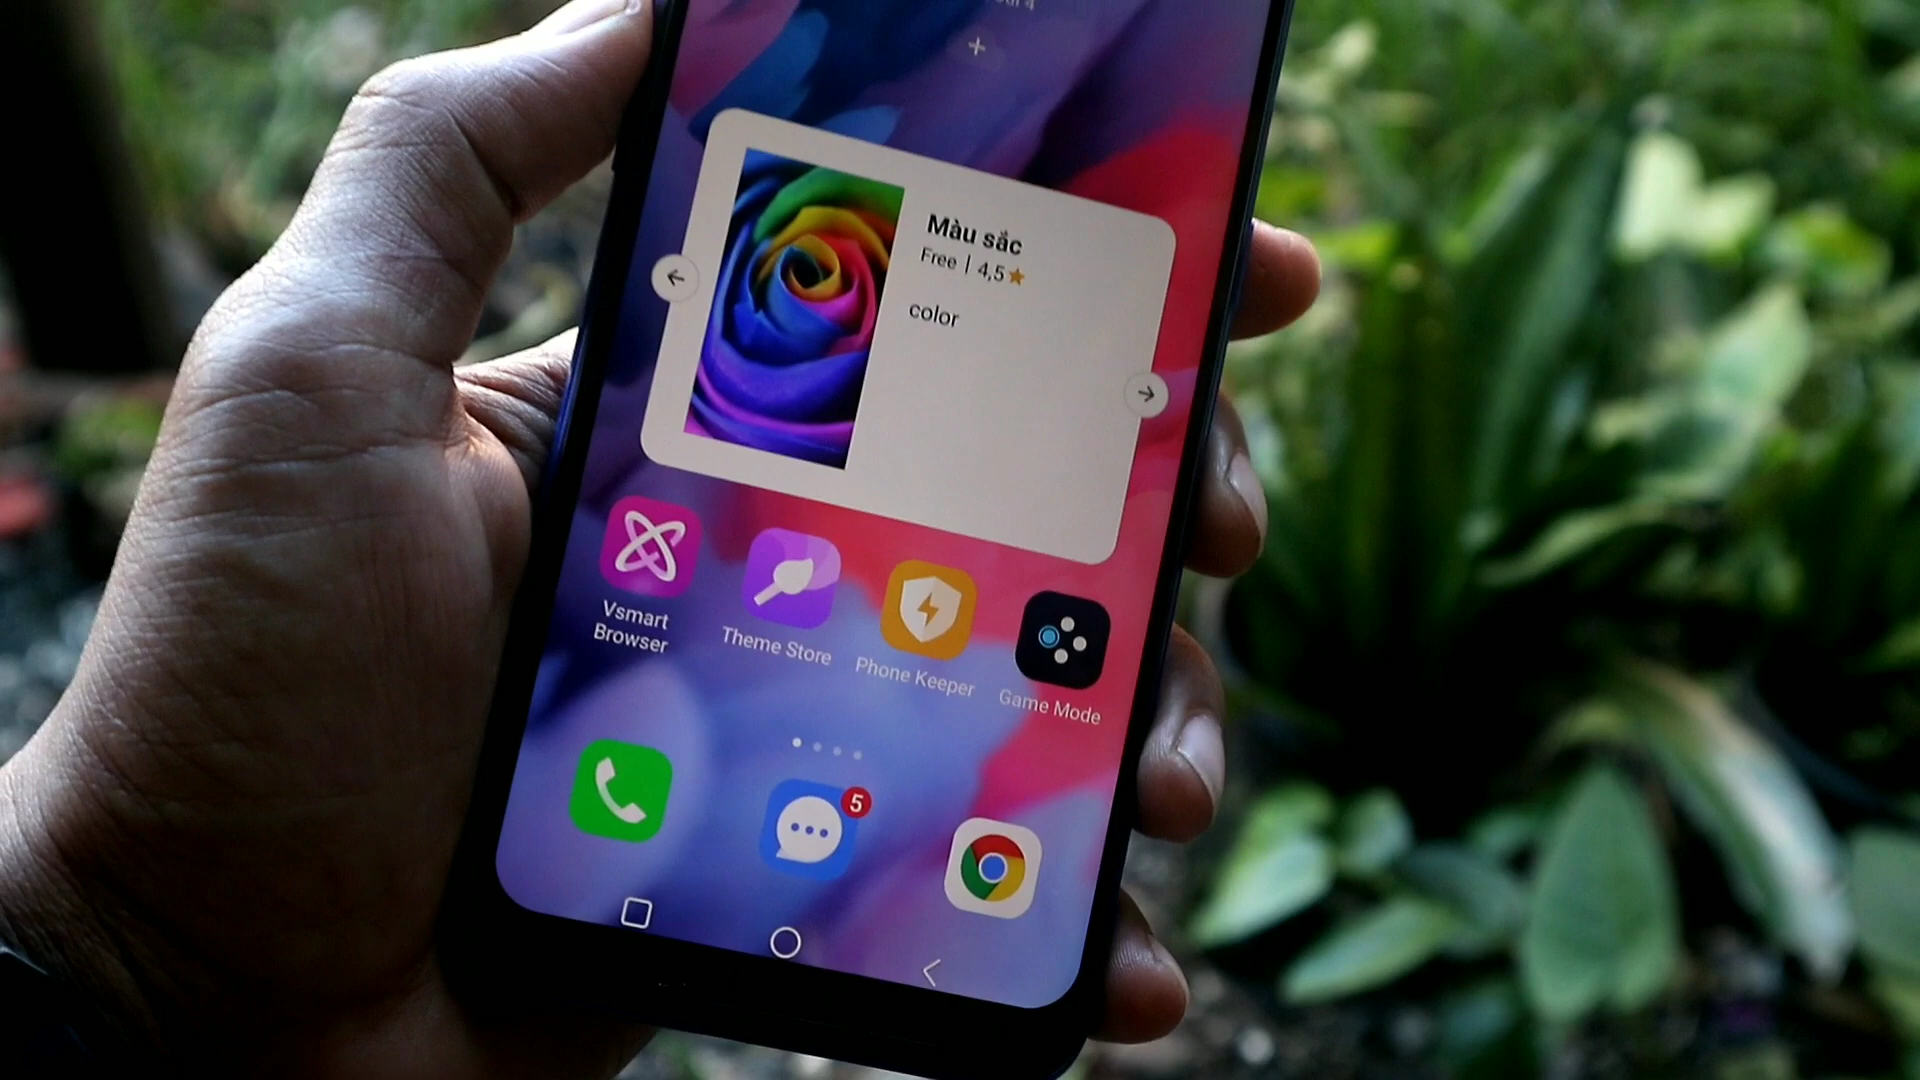 Màu sắc
Free | 4,5★
color
Vsmart
Browser
Theme Store
Phone Keeper
Game Mode
5